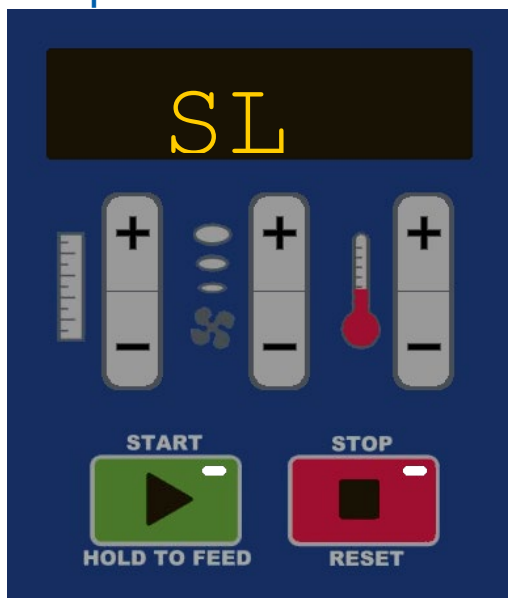 SL
+ + +
− − −
START STOP
HOLD TO FEED RESET